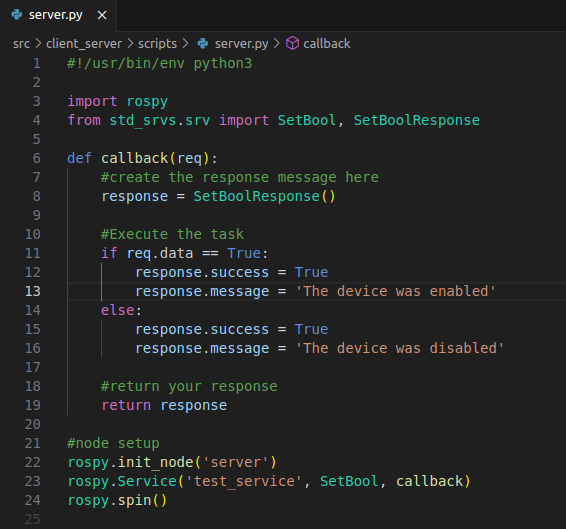 server.py
src > client_server > scripts > server.py > callback
1 #!/usr/bin/env python3
2
3 import rospy
4 from std_srvs.srv import SetBool, SetBoolResponse
5
6 def callback(req):
7     #create the response message here
8     response = SetBoolResponse()
9
10     #Execute the task
11     if req.data == True:
12         response.success = True
13         response.message = 'The device was enabled'
14     else:
15         response.success = True
16         response.message = 'The device was disabled'
17
18     #return your response
19     return response
20
21 #node setup
22 rospy.init_node('server')
23 rospy.Service('test_service', SetBool, callback)
24 rospy.spin()
25